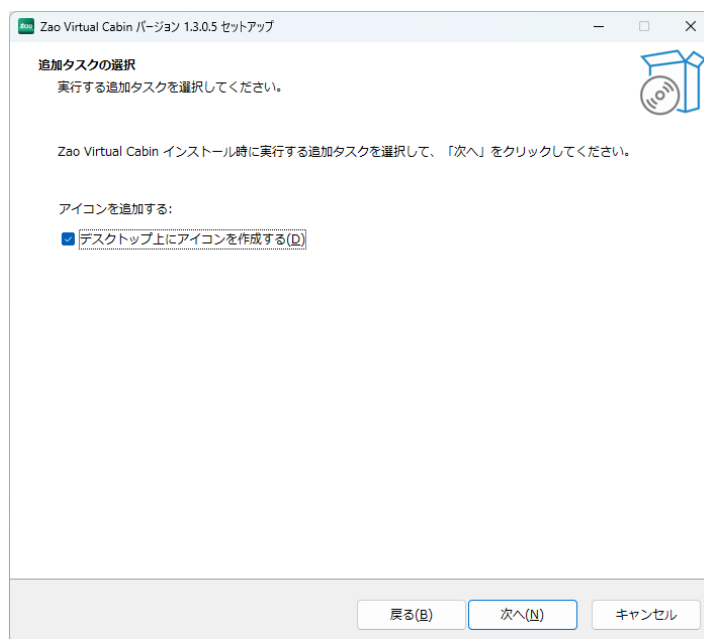 Zao Virtual Cabin バージョン 1.3.0.5 セットアップ
追加タスクの選択
実行する追加タスクを選択してください。
Zao Virtual Cabin インストール時に実行する追加タスクを選択して、「次へ」をクリックしてください。
アイコンを追加する:
デスクトップ上にアイコンを作成する(D)
戻る(B)
次へ(N)
キャンセル